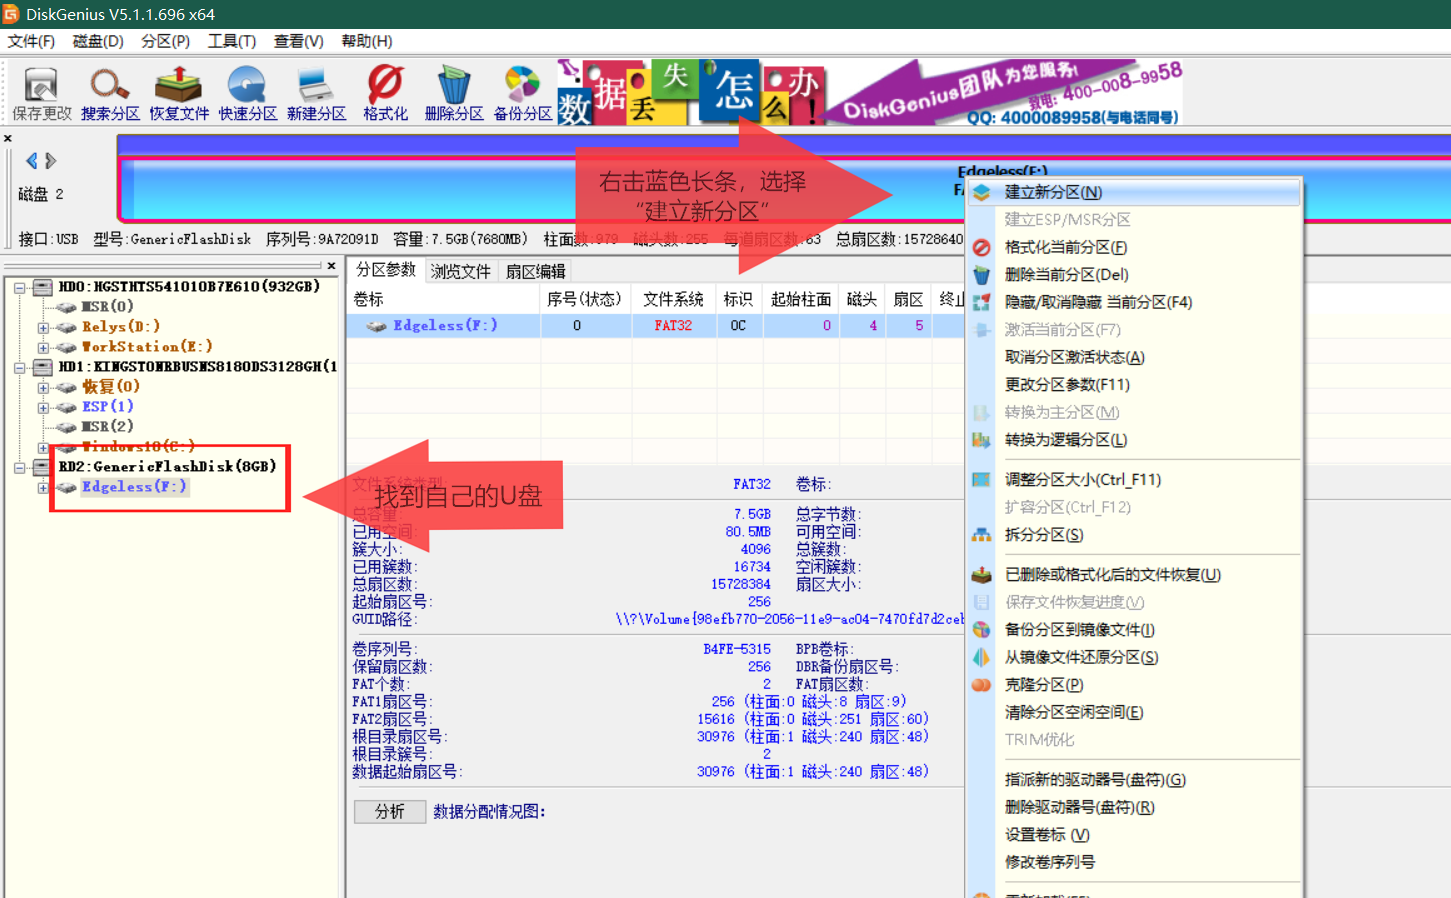 DiskGenius V5.1.1.696 x64
文件(F) 磁盘(D) 分区(P) 工具(T) 查看(V) 帮助(H)
保存更改 搜索分区 恢复文件 快速分区 新建分区 格式化 删除分区 备份分区
数据丢失怎么办!
DiskGenius团队为您服务!
致电: 400-008-9958
QQ: 4000089958(与电话同号)
磁盘 2
Edgeless(F:)
右击蓝色长条，选择
“建立新分区”
接口:USB 型号:GenericFlashDisk 序列号:9A72091D 容量:7.5GB(7680MB) 柱面数:979 磁头数:255 每道扇区数:63 总扇区数:15728640
HD0:HGSTHTS541010B7E610(932GB)
MSR(0)
Relys(D:)
WorkStation(E:)
HD1:KINGSTONRBUSNS8180DS3128GH(1
恢复(0)
ESP(1)
MSR(2)
Windows10(C:)
RD2:GenericFlashDisk(8GB)
Edgeless(F:)
找到自己的U盘
分区参数 浏览文件 扇区编辑
卷标 序号(状态) 文件系统 标识 起始柱面 磁头 扇区 终止
Edgeless(F:) 0 FAT32 0C 0 4 5
文件系统类型: FAT32 卷标:
总容量: 7.5GB 总字节数:
已用空间: 80.5MB 可用空间:
簇大小: 4096 总簇数:
已用簇数: 16734 空闲簇数:
总扇区数: 15728384 扇区大小:
起始扇区号: 256
GUID路径: \\?\Volume{98efb770-2056-11e9-ac04-7470fd7d2ceb
卷序列号: B4FE-5315 BPB卷标:
保留扇区数: 256 DBR备份扇区号:
FAT个数: 2 FAT扇区数:
FAT1扇区号: 256 (柱面:0 磁头:8 扇区:9)
FAT2扇区号: 15616 (柱面:0 磁头:251 扇区:60)
根目录扇区号: 30976 (柱面:1 磁头:240 扇区:48)
根目录簇号: 2
数据起始扇区号: 30976 (柱面:1 磁头:240 扇区:48)
分析 数据分配情况图:
建立新分区(N)
建立ESP/MSR分区
格式化当前分区(F)
删除当前分区(Del)
隐藏/取消隐藏 当前分区(F4)
激活当前分区(F7)
取消分区激活状态(A)
更改分区参数(F11)
转换为主分区(M)
转换为逻辑分区(L)
调整分区大小(Ctrl_F11)
扩容分区(Ctrl_F12)
拆分分区(S)
已删除或格式化后的文件恢复(U)
保存文件恢复进度(V)
备份分区到镜像文件(I)
从镜像文件还原分区(S)
克隆分区(P)
清除分区空闲空间(E)
TRIM优化
指派新的驱动器号(盘符)(G)
删除驱动器号(盘符)(R)
设置卷标 (V)
修改卷序列号